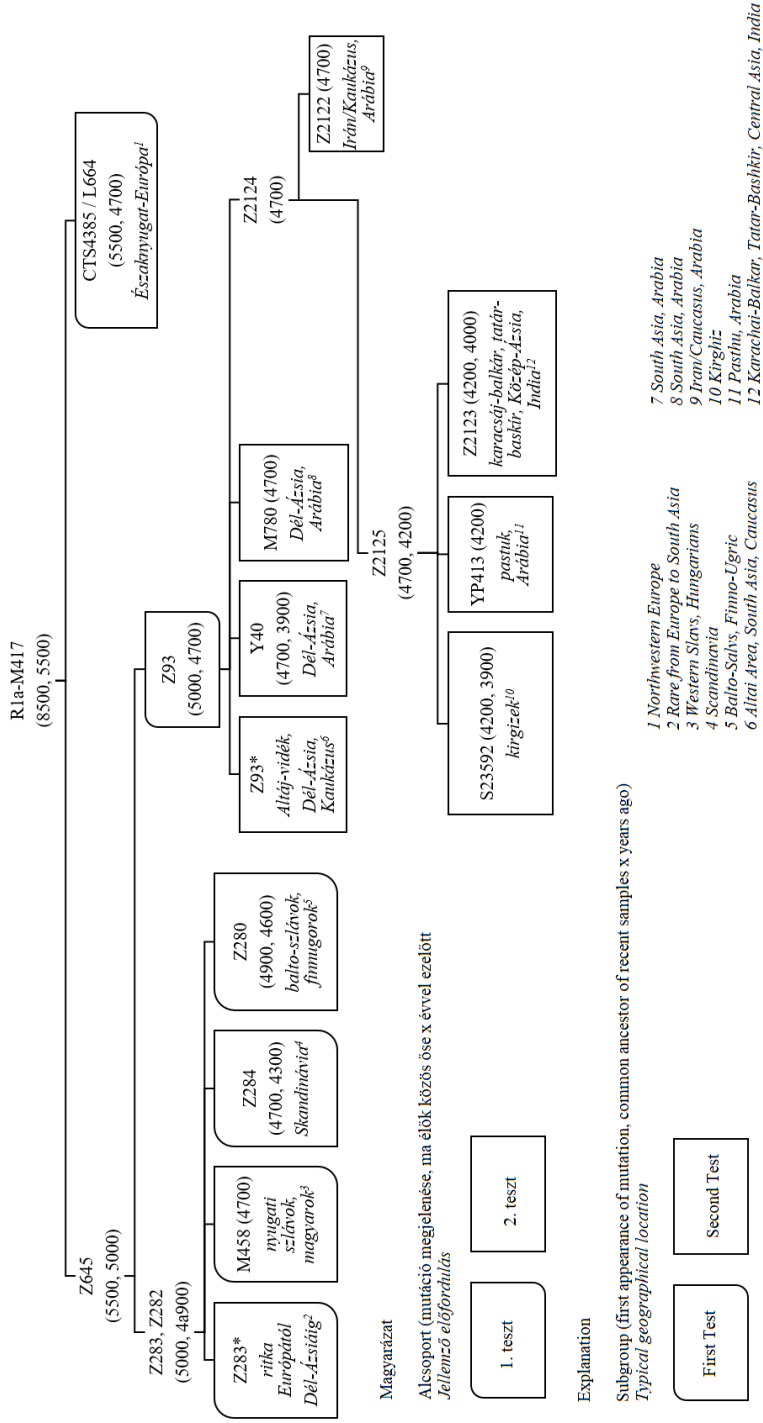 R1a-M417
(8500, 5500)
Z645
(5500, 5000)
CTS4385 / L664
(5500, 4700)
Északnyugat-Európa1
Z283, Z282
(5000, 4a900)
Z93
(5000, 4700)
Z283*
ritka
Európától
Dél-Ázsiáig2
M458 (4700)
nyugati
szlávok,
magyarok3
Z284
(4700, 4300)
Skandinávia4
Z280
(4900, 4600)
balto-szlávok,
finnugorok5
Z93*
Altáj-vidék,
Dél-Ázsia,
Kaukázus6
Y40
(4700, 3900)
Dél-Ázsia,
Arábia7
M780 (4700)
Dél-Ázsia,
Arábia8
Z2124
(4700)
Z2122 (4700)
Irán/Kaukázus,
Arábia9
Z2125
(4700, 4200)
S23592 (4200, 3900)
kirgizek10
YP413 (4200)
pastuk,
Arábia11
Z2123 (4200, 4000)
karacsáj-balkár, tatár-
baskír, Közép-Ázsia,
India12
Magyarázat
Alcsoport (mutáció megjelenése, ma élők közös őse x évvel ezelőtt
Jellemző előfordulás
1. teszt
2. teszt
Explanation
Subgroup (first appearance of mutation, common ancestor of recent samples x years ago)
Typical geographical location
First Test
Second Test
1 Northwestern Europe
2 Rare from Europe to South Asia
3 Western Slavs, Hungarians
4 Scandinavia
5 Balto-Salvs, Finno-Ugric
6 Altai Area, South Asia, Caucasus
7 South Asia, Arabia
8 South Asia, Arabia
9 Iran/Caucasus, Arabia
10 Kirghiz
11 Pasthu, Arabia
12 Karachai-Balkar, Tatar-Bashkir, Central Asia, India